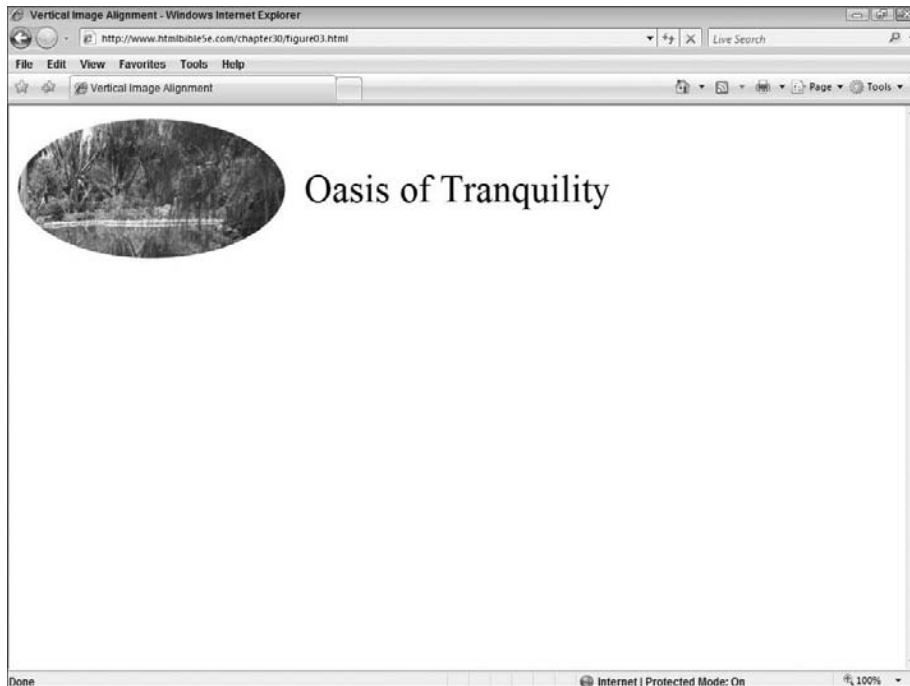 Vertical Image Alignment - Windows Internet Explorer
http://www.htmlbible5e.com/chapter30/figure03.html
Live Search
File Edit View Favorites Tools Help
Vertical Image Alignment
Page Tools
Oasis of Tranquility
Done
Internet | Protected Mode: On
100%